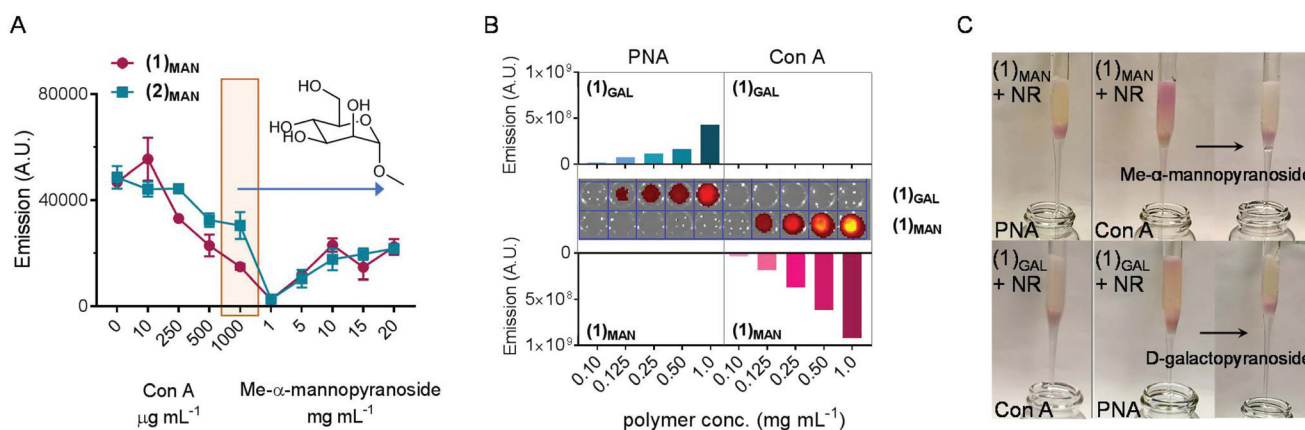 A
(1)MAN
(2)MAN
Emission (A.U.)
80000
40000
0
HO
OH
HO
HO
O
O
0
10
250
500
1000
1
5
10
15
20
Con A
μg mL⁻¹
Me-α-mannopyranoside
mg mL⁻¹
B
PNA
Con A
Emission (A.U.)
1×10⁹
5×10⁸
0
(1)GAL
(1)GAL
(1)GAL
(1)MAN
Emission (A.U.)
0
5×10⁸
1×10⁹
(1)MAN
(1)MAN
0.10
0.125
0.25
0.50
1.0
0.10
0.125
0.25
0.50
1.0
polymer conc. (mg mL⁻¹)
C
(1)MAN
+ NR
(1)MAN
+ NR
Me-α-mannopyranoside
PNA
Con A
(1)GAL
+ NR
(1)GAL
+ NR
D-galactopyranoside
Con A
PNA